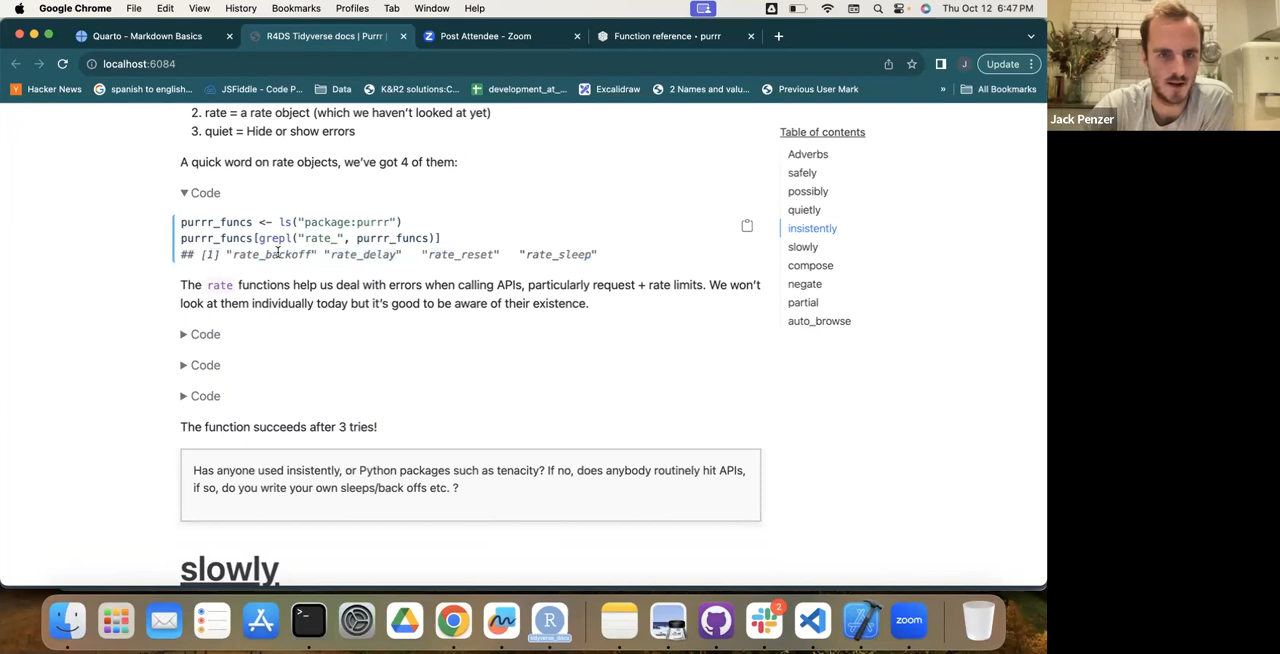 Google Chrome File Edit View History Bookmarks Profiles Tab Window Help Thu Oct 12 6:47 PM
Quarto - Markdown Basics R4DS Tidyverse docs | Purrr | Post Attendee - Zoom Function reference • purrr
localhost:6084 J Update
Hacker News spanish to english... JSFiddle - Code P... Data K&R2 solutions:C... development_at_... Excalidraw 2 Names and valu... Previous User Mark » All Bookmarks
Jack Penzer
2. rate = a rate object (which we haven't looked at yet)
3. quiet = Hide or show errors
A quick word on rate objects, we've got 4 of them:
Code
purrr_funcs <- ls("package:purrr")
purrr_funcs[grepl("rate_", purrr_funcs)]
## [1] "rate_backoff" "rate_delay" "rate_reset" "rate_sleep"
The rate functions help us deal with errors when calling APIs, particularly request + rate limits. We won't
look at them individually today but it's good to be aware of their existence.
Code
Code
Code
The function succeeds after 3 tries!
Has anyone used insistently, or Python packages such as tenacity? If no, does anybody routinely hit APIs,
if so, do you write your own sleeps/back offs etc. ?
slowly
Table of contents
Adverbs
safely
possibly
quietly
insistently
slowly
compose
negate
partial
auto_browse
2
zoom